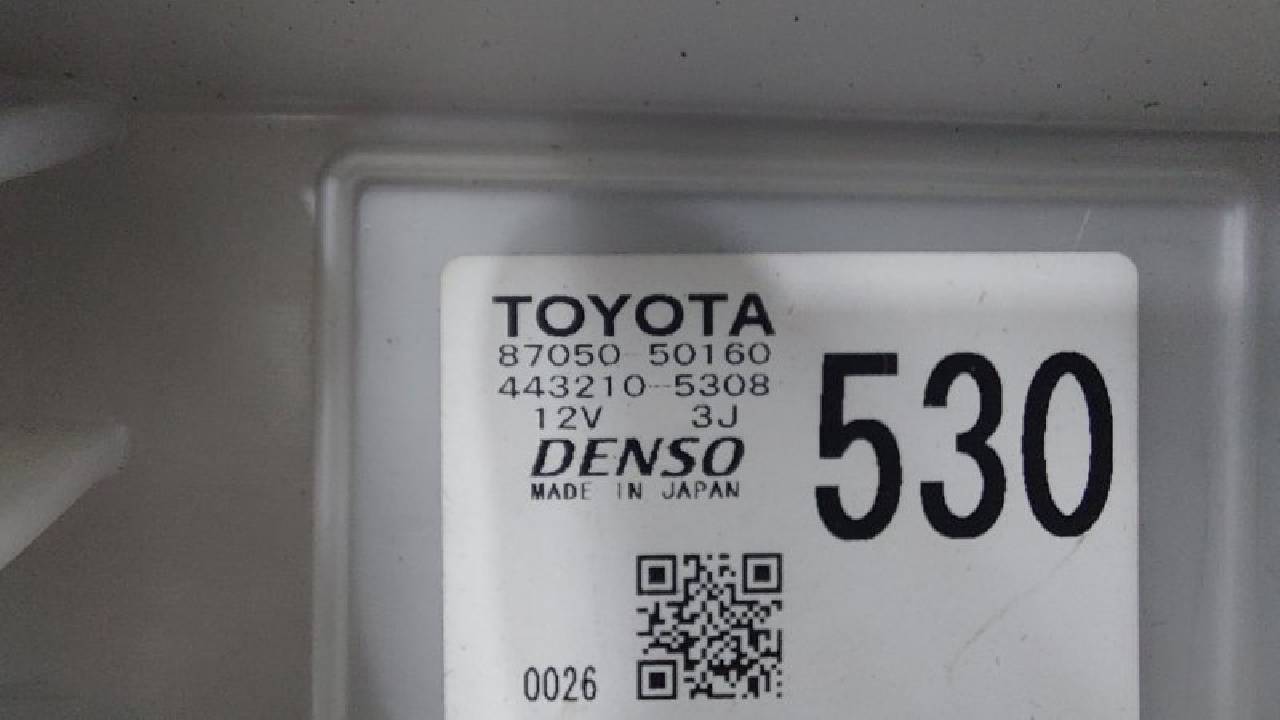 TOYOTA
87050-50160
443210-5308
530
12V 3J
DENSO
MADE IN JAPAN
0026